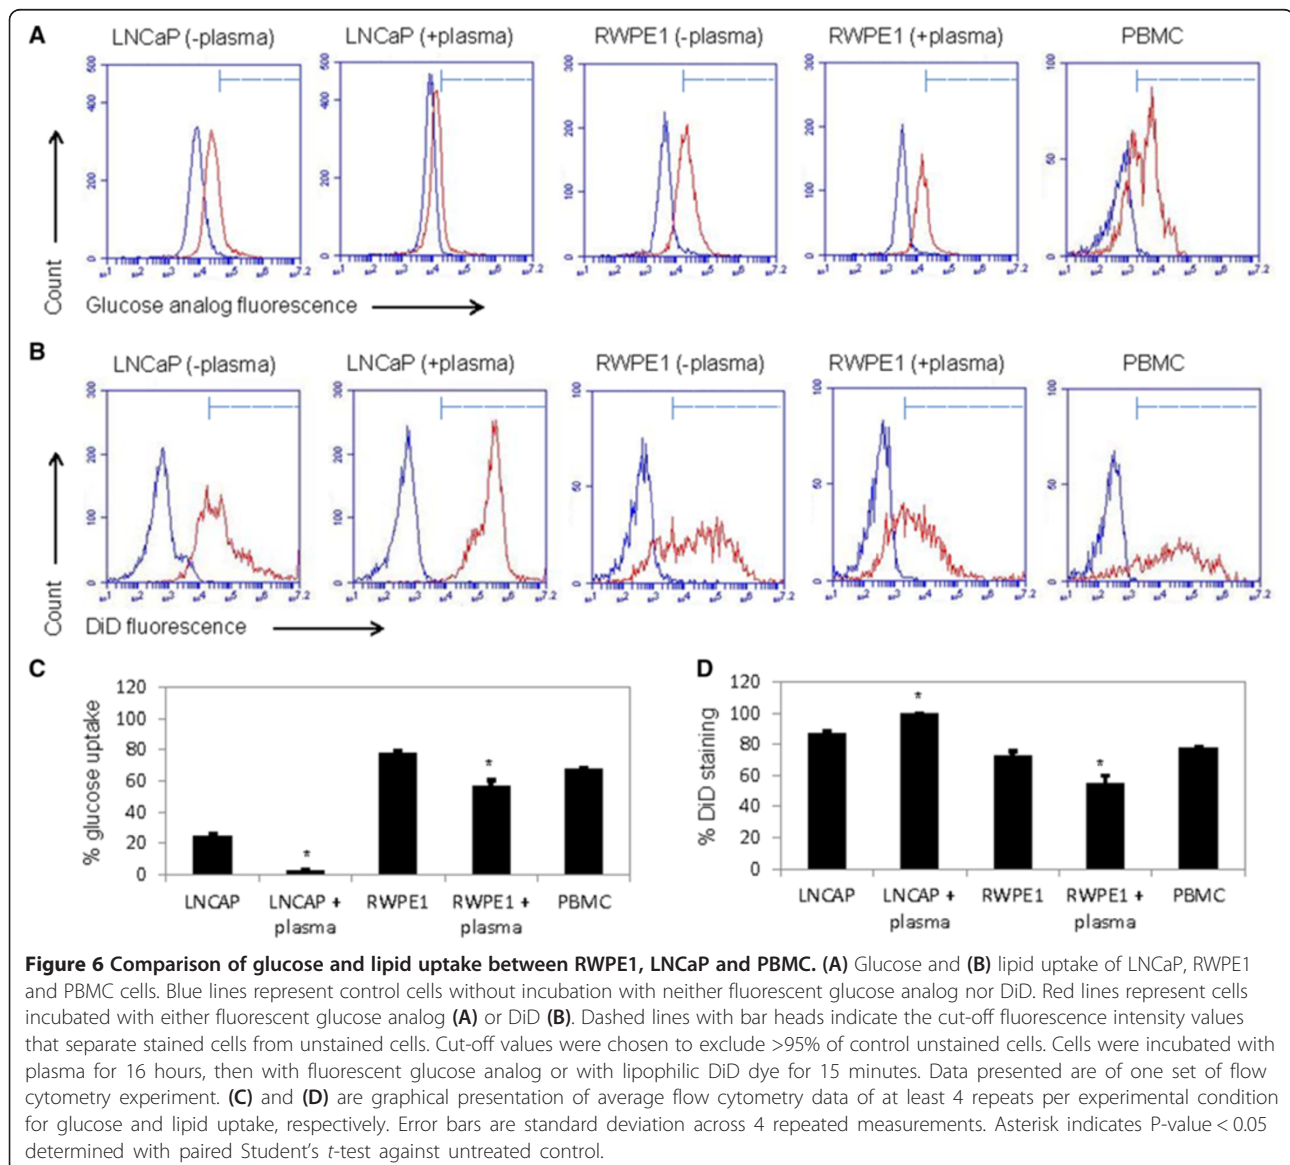 A
LNCaP (-plasma)
LNCaP (+plasma)
RWPE1 (-plasma)
RWPE1 (+plasma)
PBMC
Count
Glucose analog fluorescence
B
LNCaP (-plasma)
LNCaP (+plasma)
RWPE1 (-plasma)
RWPE1 (+plasma)
PBMC
Count
DiD fluorescence
C
% glucose uptake
120
100
80
60
40
20
0
*
*
LNCAP
LNCAP + plasma
RWPE1
RWPE1 + plasma
PBMC
D
% DiD staining
120
100
80
60
40
20
0
*
*
LNCAP
LNCAP + plasma
RWPE1
RWPE1 + plasma
PBMC
Figure 6 Comparison of glucose and lipid uptake between RWPE1, LNCaP and PBMC. (A) Glucose and (B) lipid uptake of LNCaP, RWPE1
and PBMC cells. Blue lines represent control cells without incubation with neither fluorescent glucose analog nor DiD. Red lines represent cells
incubated with either fluorescent glucose analog (A) or DiD (B). Dashed lines with bar heads indicate the cut-off fluorescence intensity values
that separate stained cells from unstained cells. Cut-off values were chosen to exclude >95% of control unstained cells. Cells were incubated with
plasma for 16 hours, then with fluorescent glucose analog or with lipophilic DiD dye for 15 minutes. Data presented are of one set of flow
cytometry experiment. (C) and (D) are graphical presentation of average flow cytometry data of at least 4 repeats per experimental condition
for glucose and lipid uptake, respectively. Error bars are standard deviation across 4 repeated measurements. Asterisk indicates P-value < 0.05
determined with paired Student's t-test against untreated control.